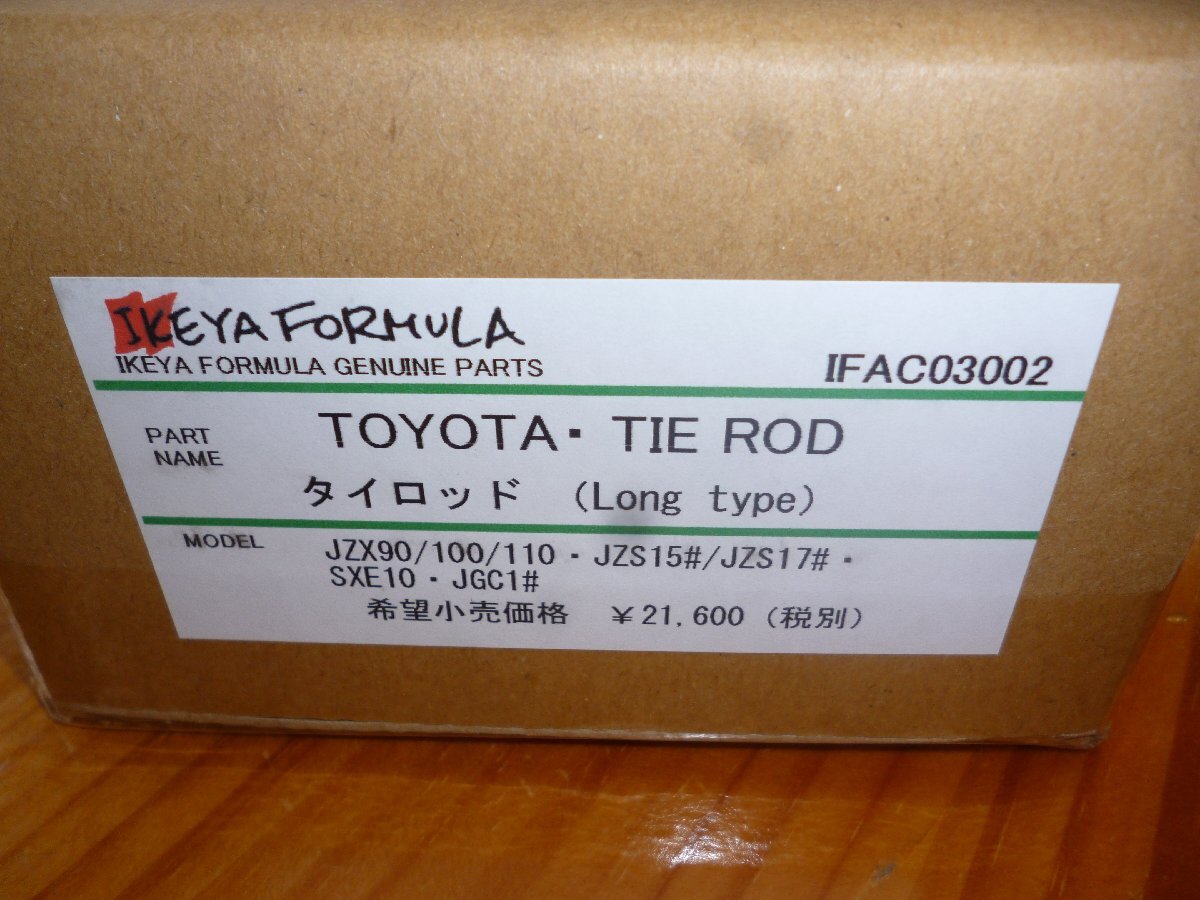 IKEYA FORMULA
IKEYA FORMULA GENUINE PARTS
IFAC03002
PART NAME
TOYOTA・ TIE ROD
タイロッド (Long type)
MODEL
JZX90/100/110・JZS15#/JZS17#・
SXE10・JGC1#
希望小売価格 ￥21,600（税別）